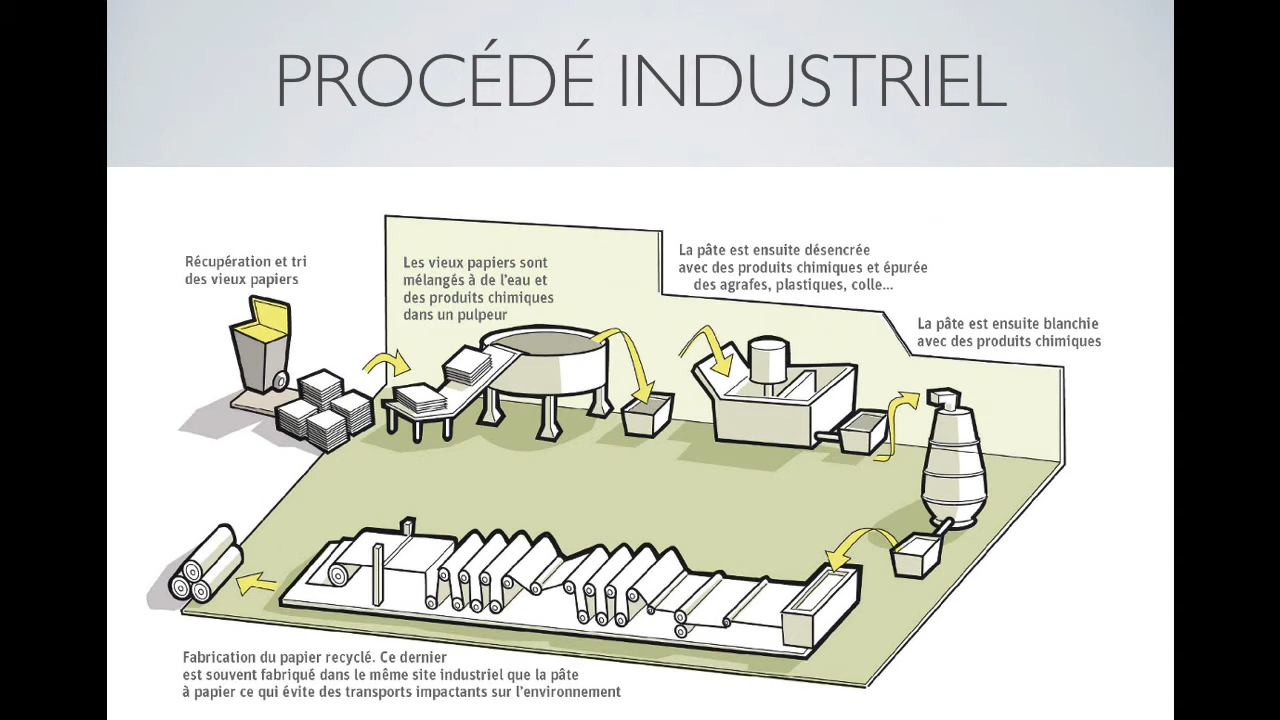 PROCÉDÉ INDUSTRIEL
Récupération et tri
des vieux papiers
Les vieux papiers sont
mélangés à de l'eau et
des produits chimiques
dans un pulpeur
La pâte est ensuite désencrée
avec des produits chimiques et épurée
des agrafes, plastiques, colle...
La pâte est ensuite blanchie
avec des produits chimiques
Fabrication du papier recyclé. Ce dernier
est souvent fabriqué dans le même site industriel que la pâte
à papier ce qui évite des transports impactants sur l'environnement